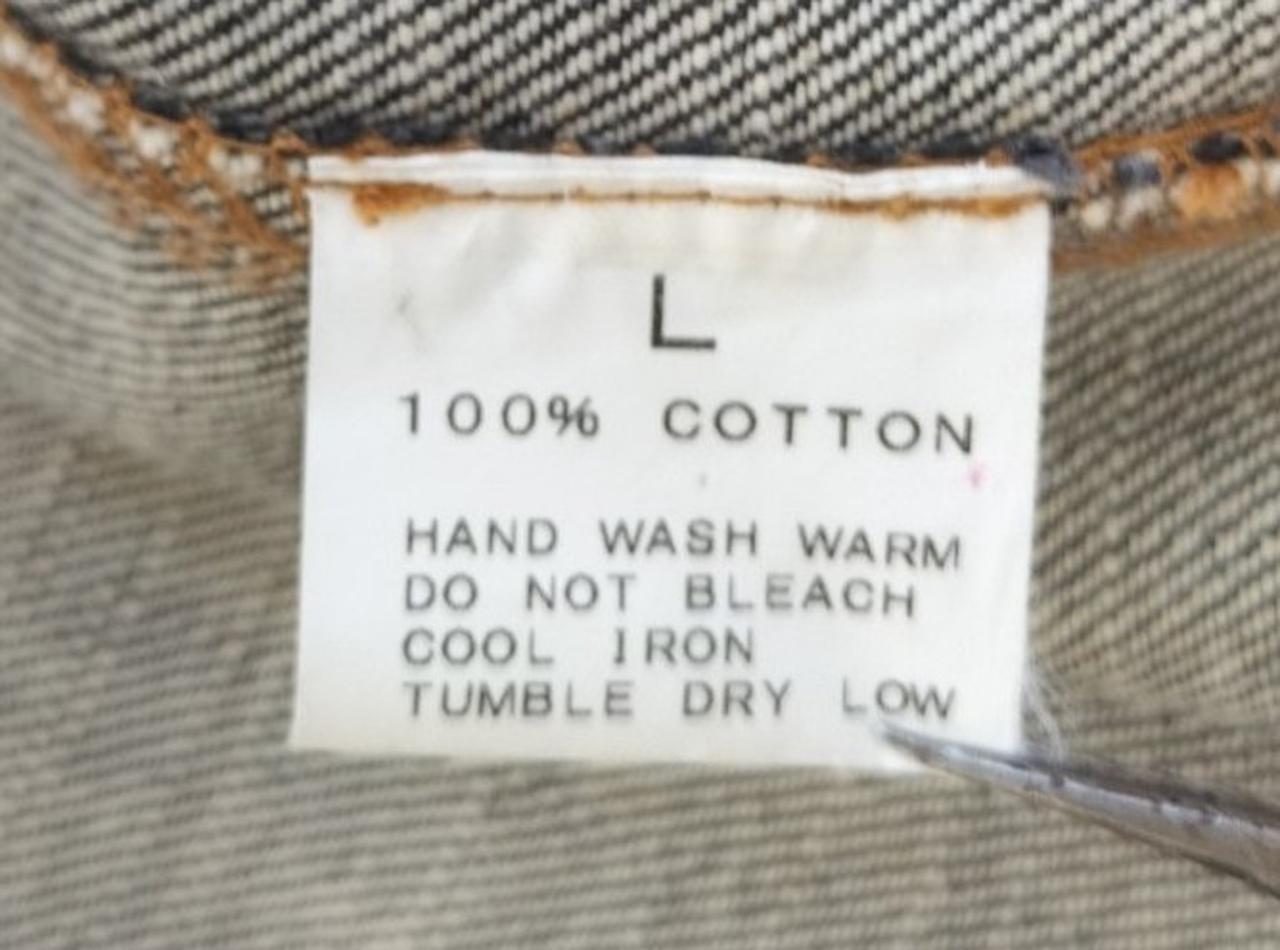 L
100% COTTON
HAND WASH WARM
DO NOT BLEACH
COOL IRON
TUMBLE DRY LOW